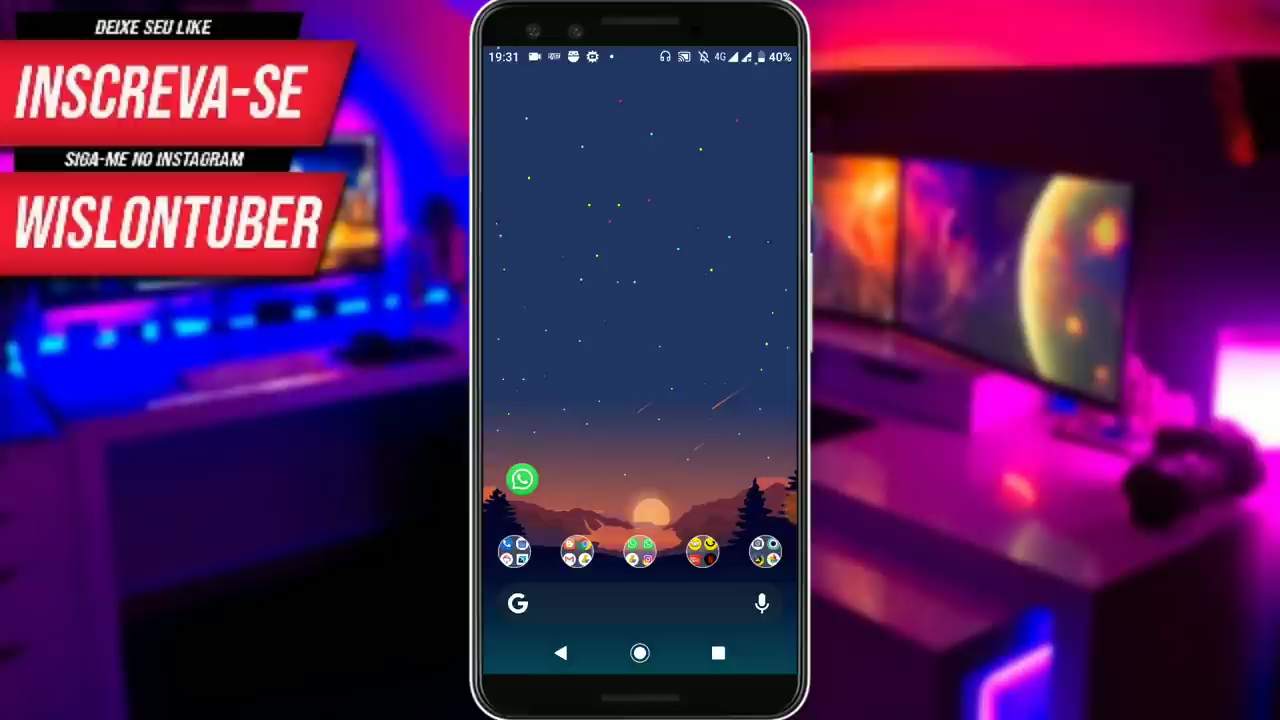 DEIXE SEU LIKE
INSCREVA-SE
SIGA-ME NO INSTAGRAM
WISLONTUBER
19:31
4G
40%
G